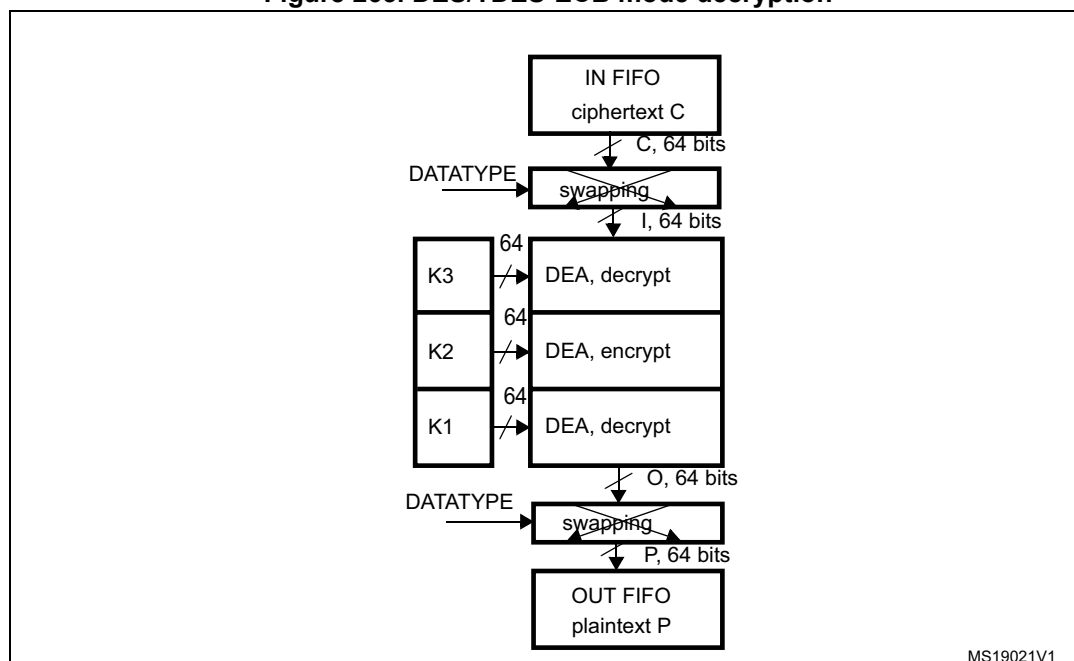 IN FIFO
ciphertext C
C, 64 bits
DATATYPE
swapping
I, 64 bits
64
K3
DEA, decrypt
64
K2
DEA, encrypt
64
K1
DEA, decrypt
O, 64 bits
DATATYPE
swapping
P, 64 bits
OUT FIFO
plaintext P
MS19021V1